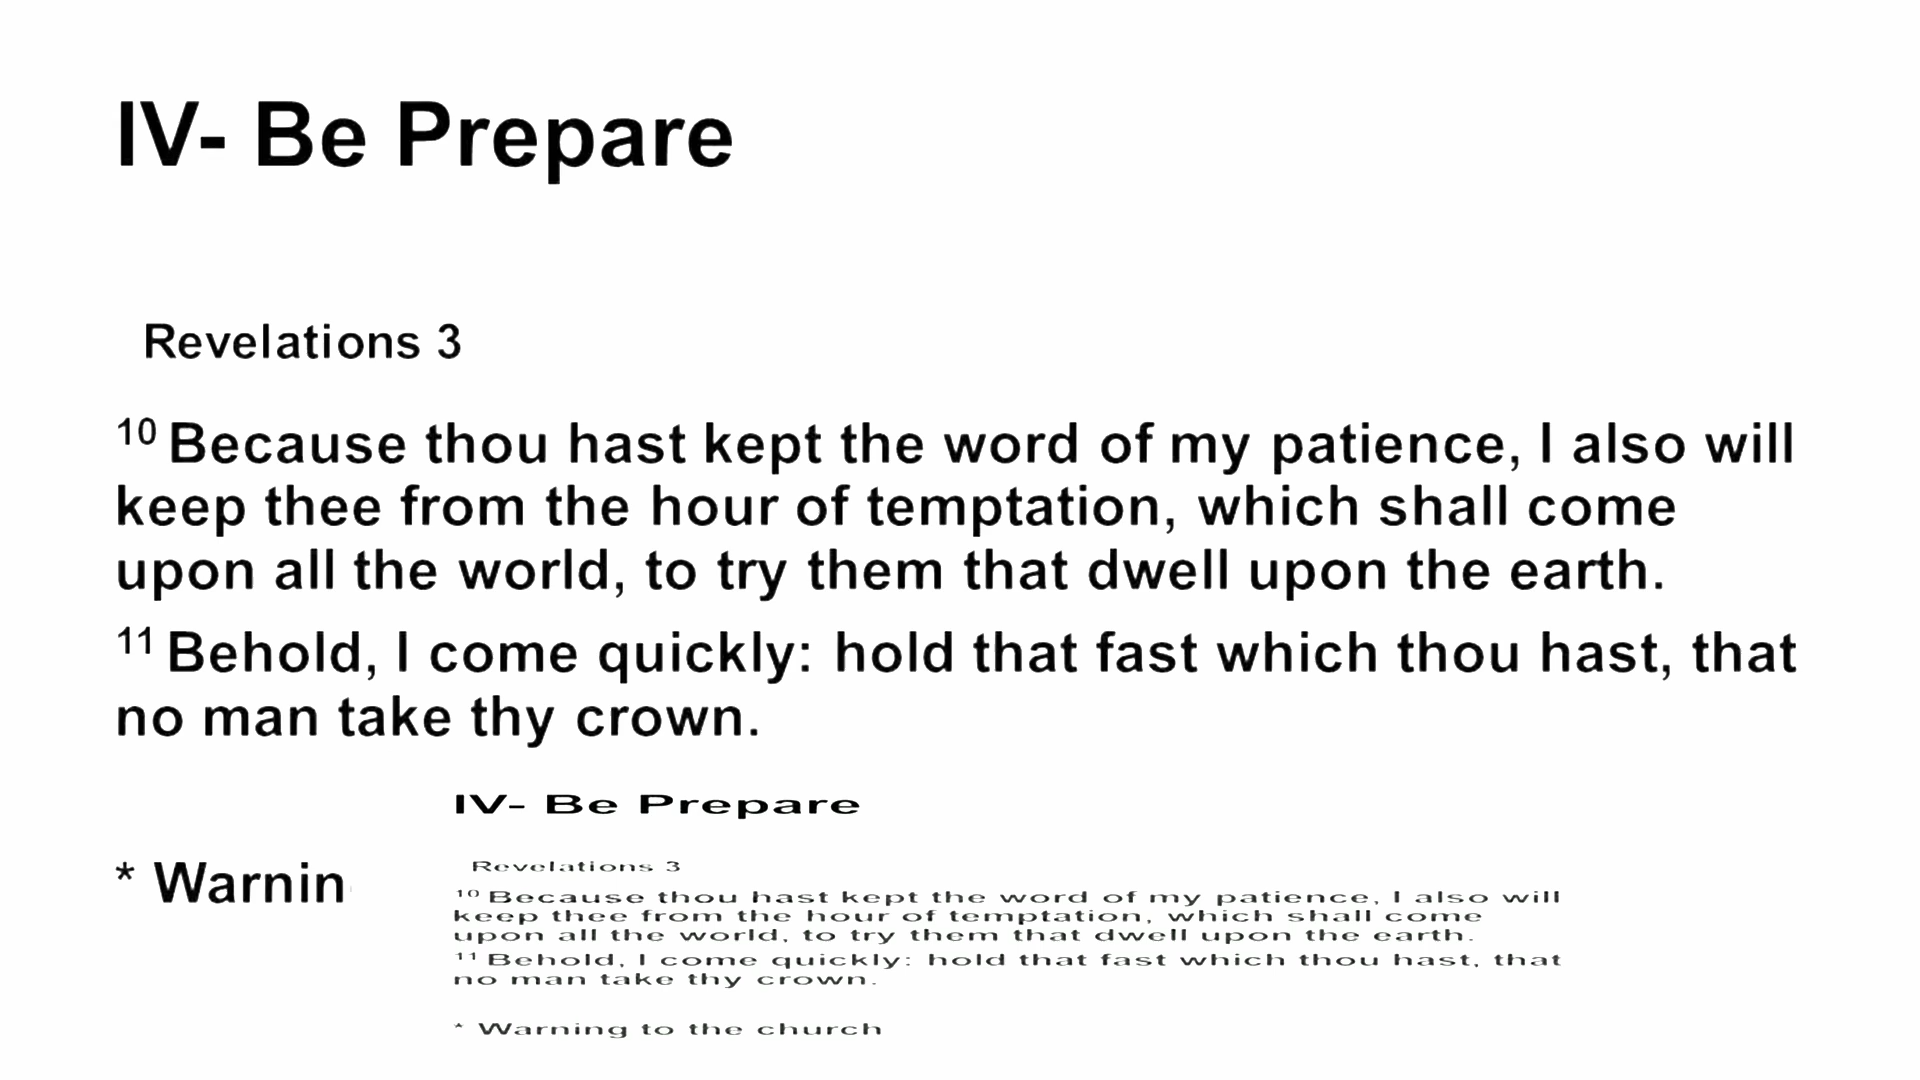 IV- Be Prepare
Revelations 3
10 Because thou hast kept the word of my patience, I also will
keep thee from the hour of temptation, which shall come
upon all the world, to try them that dwell upon the earth.
11 Behold, I come quickly: hold that fast which thou hast, that
no man take thy crown.
* Warnin
IV- Be Prepare
Revelations 3
10 Because thou hast kept the word of my patience, I also will
keep thee from the hour of temptation, which shall come
upon all the world, to try them that dwell upon the earth.
11 Behold, I come quickly: hold that fast which thou hast, that
no man take thy crown.
* Warning to the church